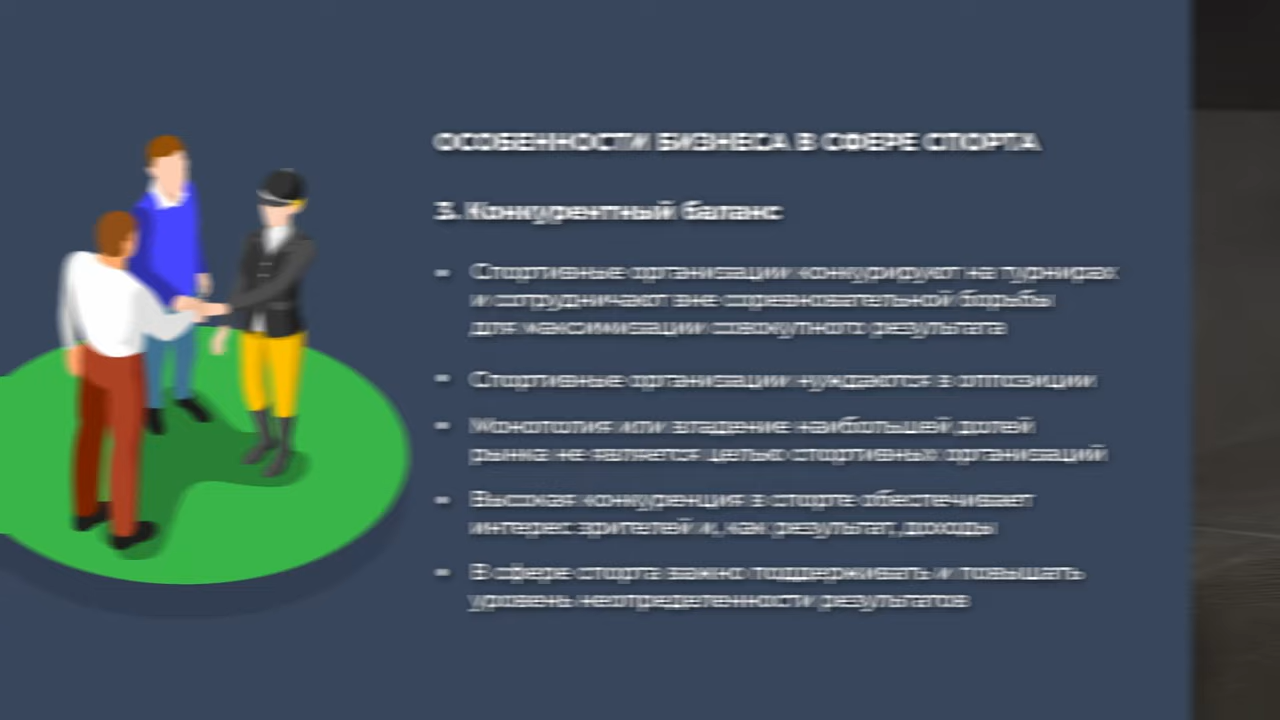 ОСОБЕННОСТИ БИЗНЕСА В СФЕРЕ СПОРТА
3. Конкурентный баланс
- Спортивные организации конкурируют на турнирах
и сотрудничают вне соревновательной борьбы
для максимизации совокупного результата
- Спортивные организации нуждаются в оппозиции
- Монополия или владение наибольшей долей
рынка не является целью спортивных организаций
- Высокая конкуренция в спорте обеспечивает
интерес зрителей и, как результат, доходы
- В сфере спорта важно поддерживать и повышать
уровень неопределенности результатов